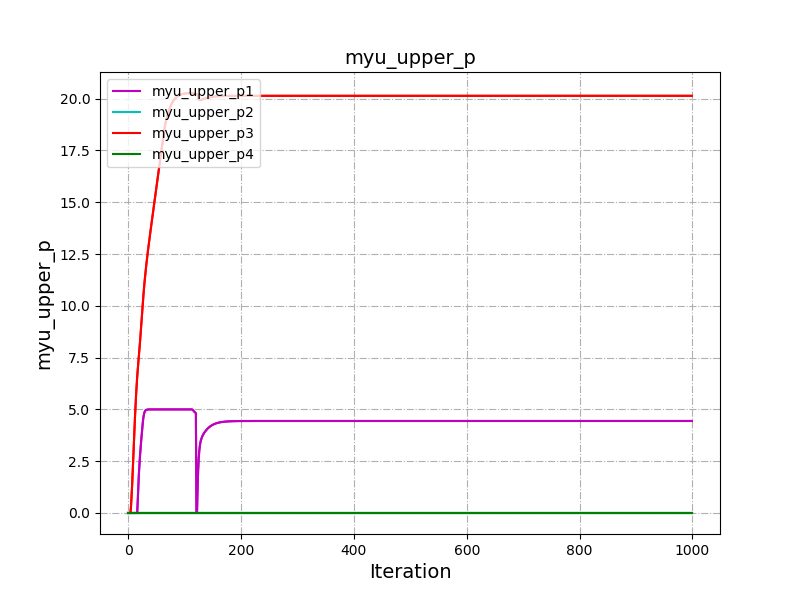 myu_upper_p
myu_upper_p
20.0
17.5
15.0
12.5
10.0
7.5
5.0
2.5
0.0
myu_upper_p1
myu_upper_p2
myu_upper_p3
myu_upper_p4
0
200
400
600
800
1000
Iteration